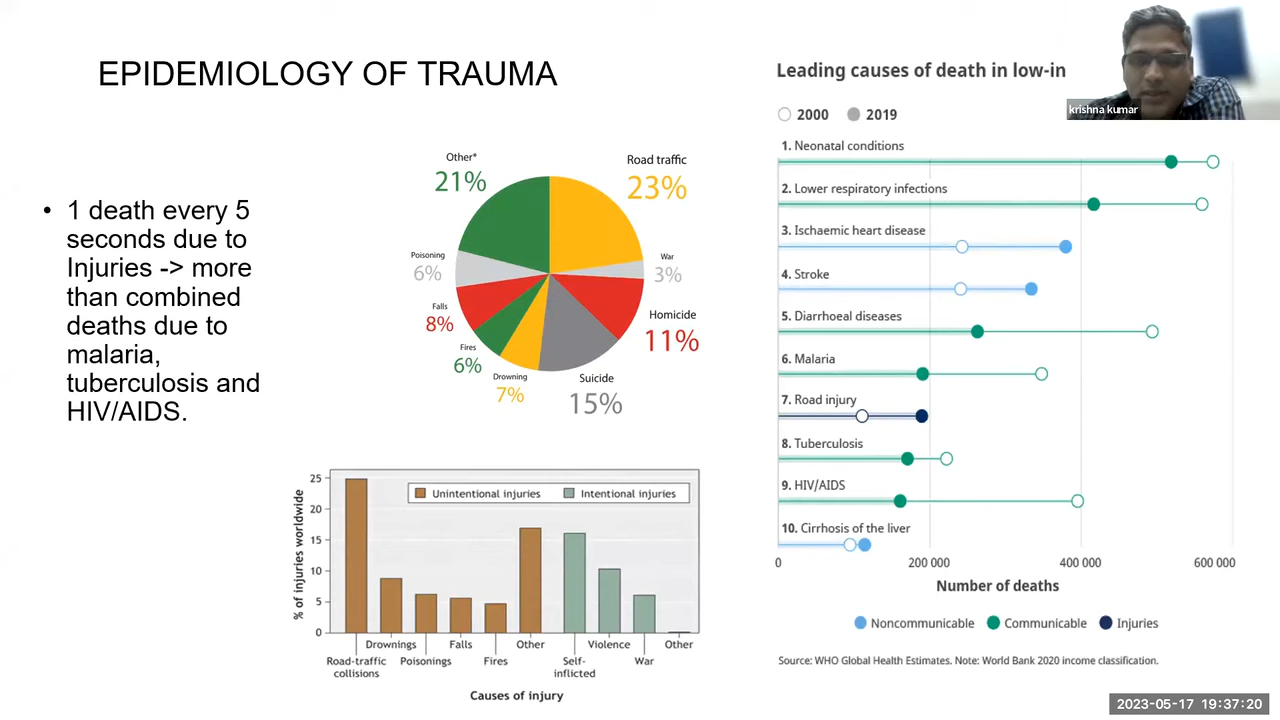 EPIDEMIOLOGY OF TRAUMA
• 1 death every 5
seconds due to
Injuries -> more
than combined
deaths due to
malaria,
tuberculosis and
HIV/AIDS.
Other*
21%
Road traffic
23%
Poisoning
6%
War
3%
Falls
8%
Homicide
11%
Fires
6%
Drowning
7%
Suicide
15%
% of injuries worldwide
25
20
15
10
5
0
Unintentional injuries
Intentional injuries
Road-traffic
collisions
Drownings
Poisonings
Falls
Fires
Other
Self-
inflicted
Violence
War
Other
Causes of injury
Leading causes of death in low-in
krishna kumar
2000
2019
1. Neonatal conditions
2. Lower respiratory infections
3. Ischaemic heart disease
4. Stroke
5. Diarrhoeal diseases
6. Malaria
7. Road injury
8. Tuberculosis
9. HIV/AIDS
10. Cirrhosis of the liver
0
200 000
400 000
600 000
Number of deaths
Noncommunicable
Communicable
Injuries
Source: WHO Global Health Estimates. Note: World Bank 2020 income classification.
2023-05-17 19:37:20